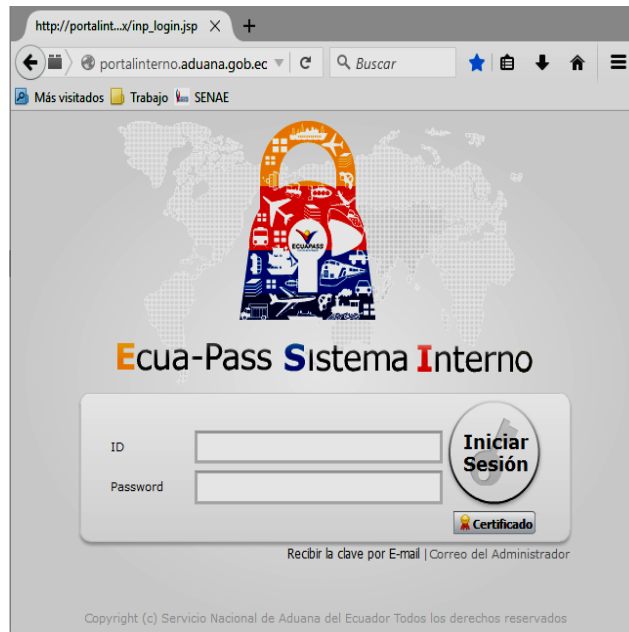 http://portalint...x/inp_login.jsp
portalinterno.aduana.gob.ec
Buscar
Más visitados Trabajo SENAE
ECUAPASS
Ecua-Pass Sistema Interno
ID
Iniciar Sesión
Password
Certificado
Recibir la clave por E-mail | Correo del Administrador
Copyright (c) Servicio Nacional de Aduana del Ecuador Todos los derechos reservados